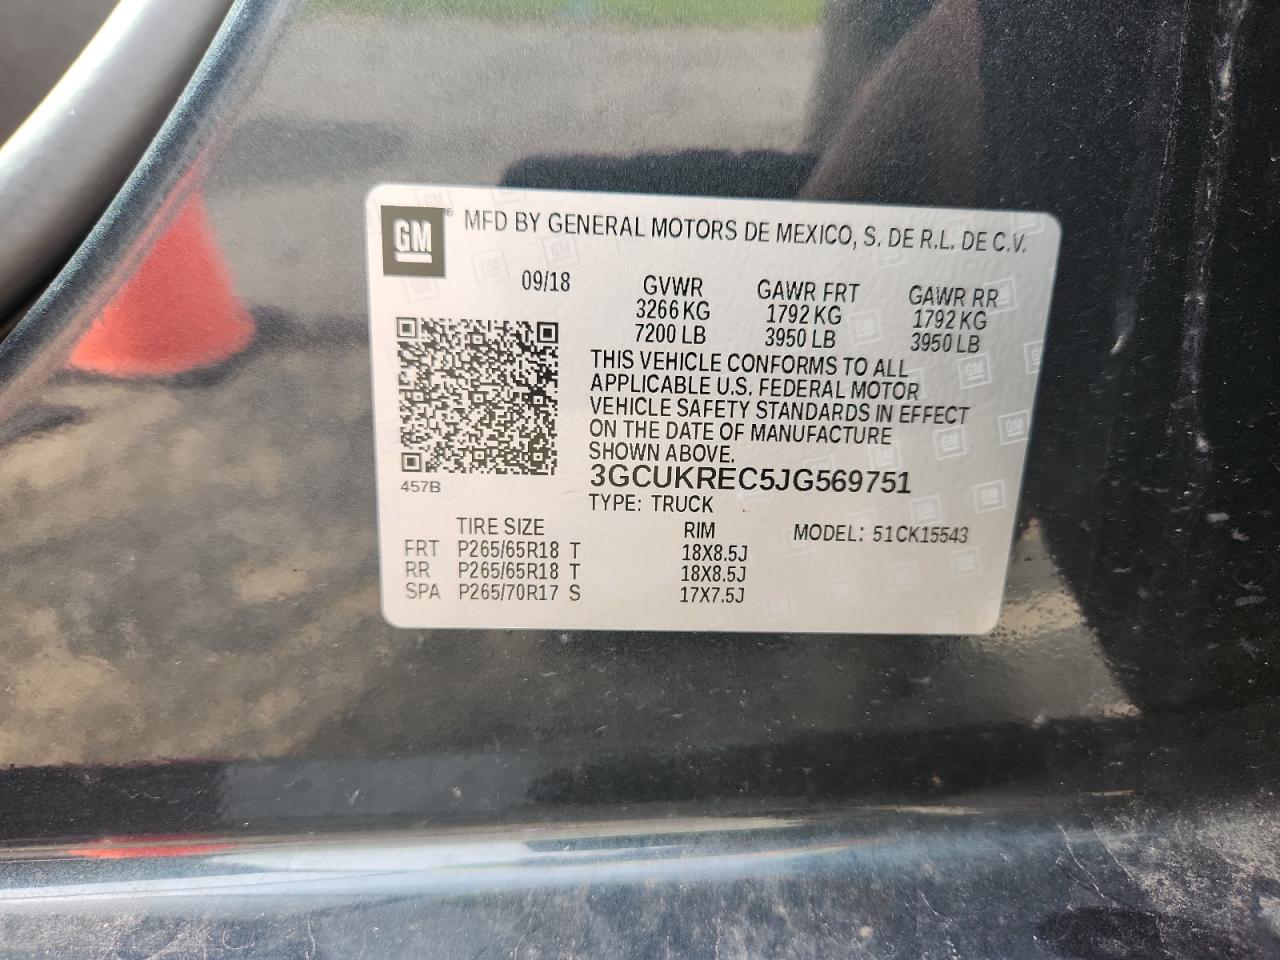 GM ® MFD BY GENERAL MOTORS DE MEXICO, S. DE R.L. DE C.V.
09/18 GVWR GAWR FRT GAWR RR
3266 KG 1792 KG 1792 KG
7200 LB 3950 LB 3950 LB
THIS VEHICLE CONFORMS TO ALL
APPLICABLE U.S. FEDERAL MOTOR
VEHICLE SAFETY STANDARDS IN EFFECT
ON THE DATE OF MANUFACTURE
SHOWN ABOVE.
3GCUKREC5JG569751
457B
TYPE: TRUCK
TIRE SIZE RIM MODEL: 51CK15543
FRT P265/65R18 T 18X8.5J
RR P265/65R18 T 18X8.5J
SPA P265/70R17 S 17X7.5J